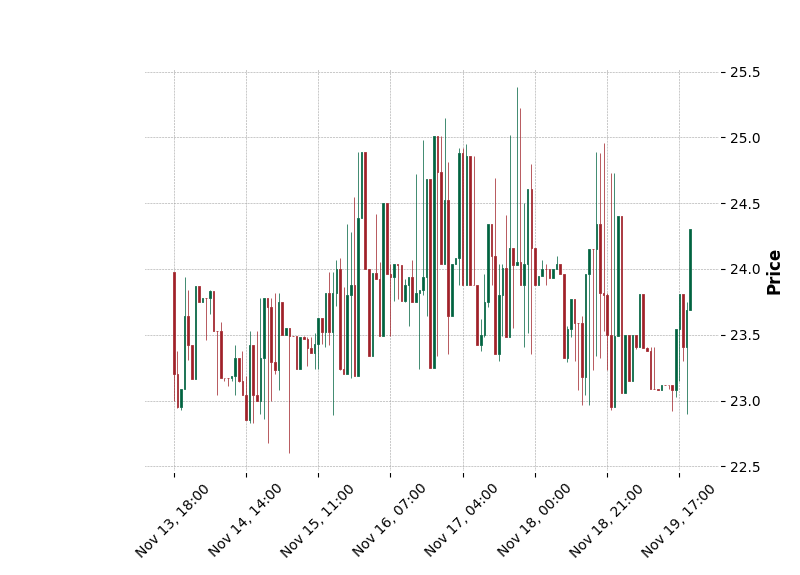 25.5
25.0
24.5
24.0
23.5
23.0
22.5
Price
Nov 13, 18:00
Nov 14, 14:00
Nov 15, 11:00
Nov 16, 07:00
Nov 17, 04:00
Nov 18, 00:00
Nov 18, 21:00
Nov 19, 17:00